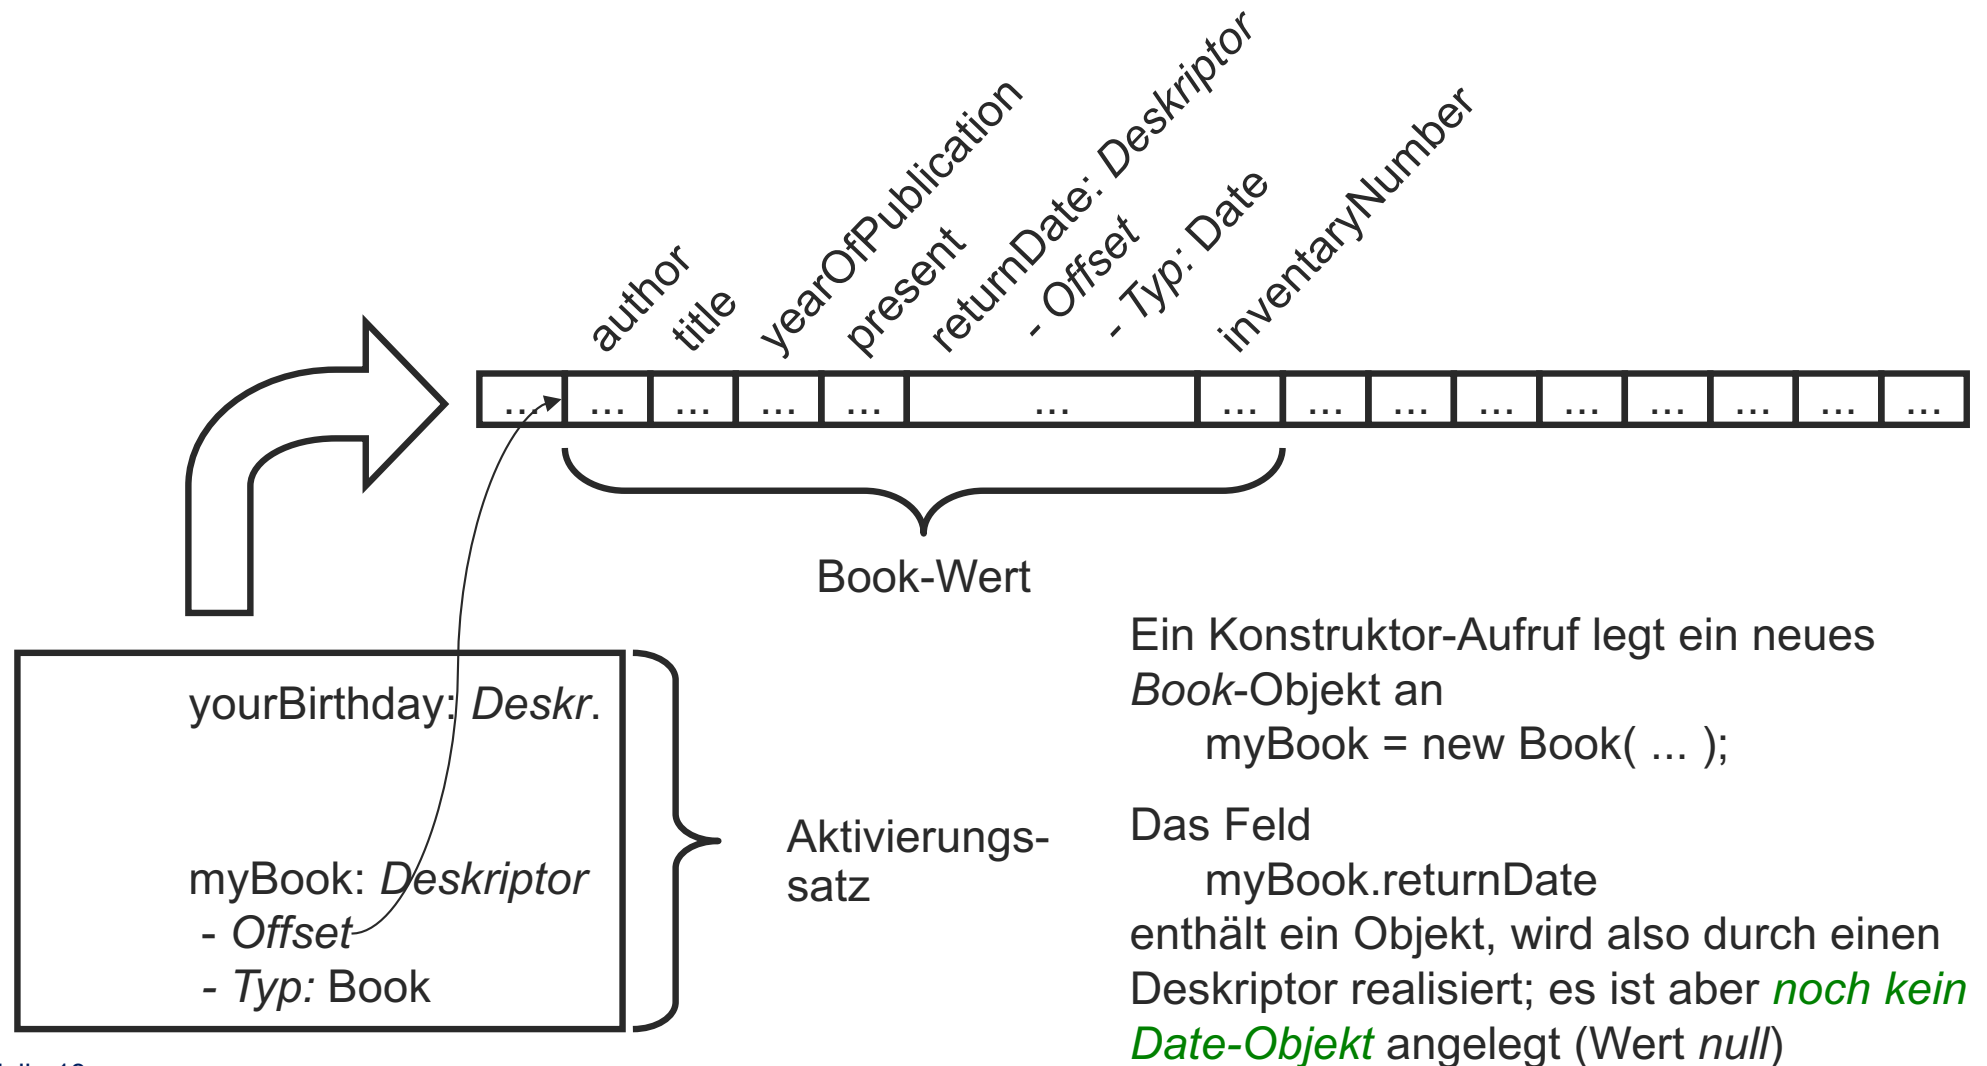 author
title
yearOfPublication
present
returnDate: Deskriptor
- Offset
- Typ: Date
inventaryNumber
... ... ... ... ... ... ... ... ... ... ... ... ... ... ...
Book-Wert
yourBirthday: Deskr.
myBook: Deskriptor
- Offset
- Typ: Book
Aktivierungs-
satz
Ein Konstruktor-Aufruf legt ein neues
Book-Objekt an
myBook = new Book( ... );
Das Feld
myBook.returnDate
enthält ein Objekt, wird also durch einen
Deskriptor realisiert; es ist aber noch kein
Date-Objekt angelegt (Wert null)